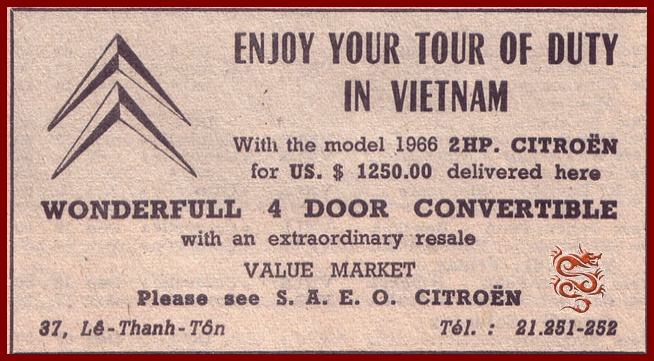 ENJOY YOUR TOUR OF DUTY
IN VIETNAM
With the model 1966 2HP. CITROËN
for US. $ 1250.00 delivered here
WONDERFULL 4 DOOR CONVERTIBLE
with an extraordinary resale
VALUE MARKET
Please see S. A. E. O. CITROËN
37, Lê-Thanh-Tôn Tél. : 21.251-252